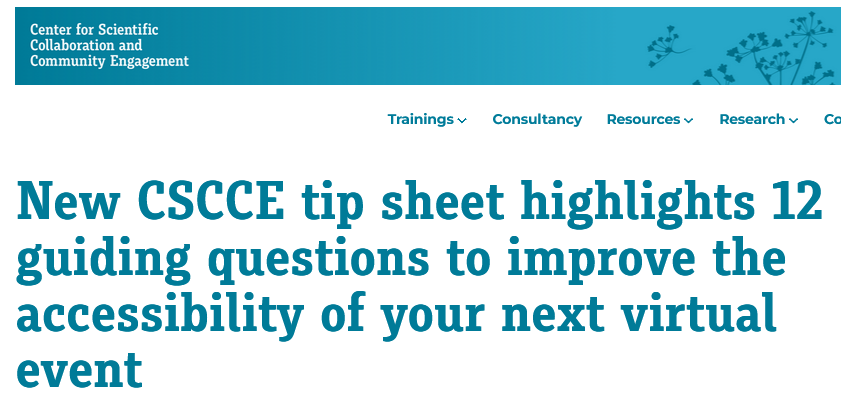 Center for Scientific
Collaboration and
Community Engagement
Trainings Consultancy Resources Research Co
New CSCCE tip sheet highlights 12
guiding questions to improve the
accessibility of your next virtual
event